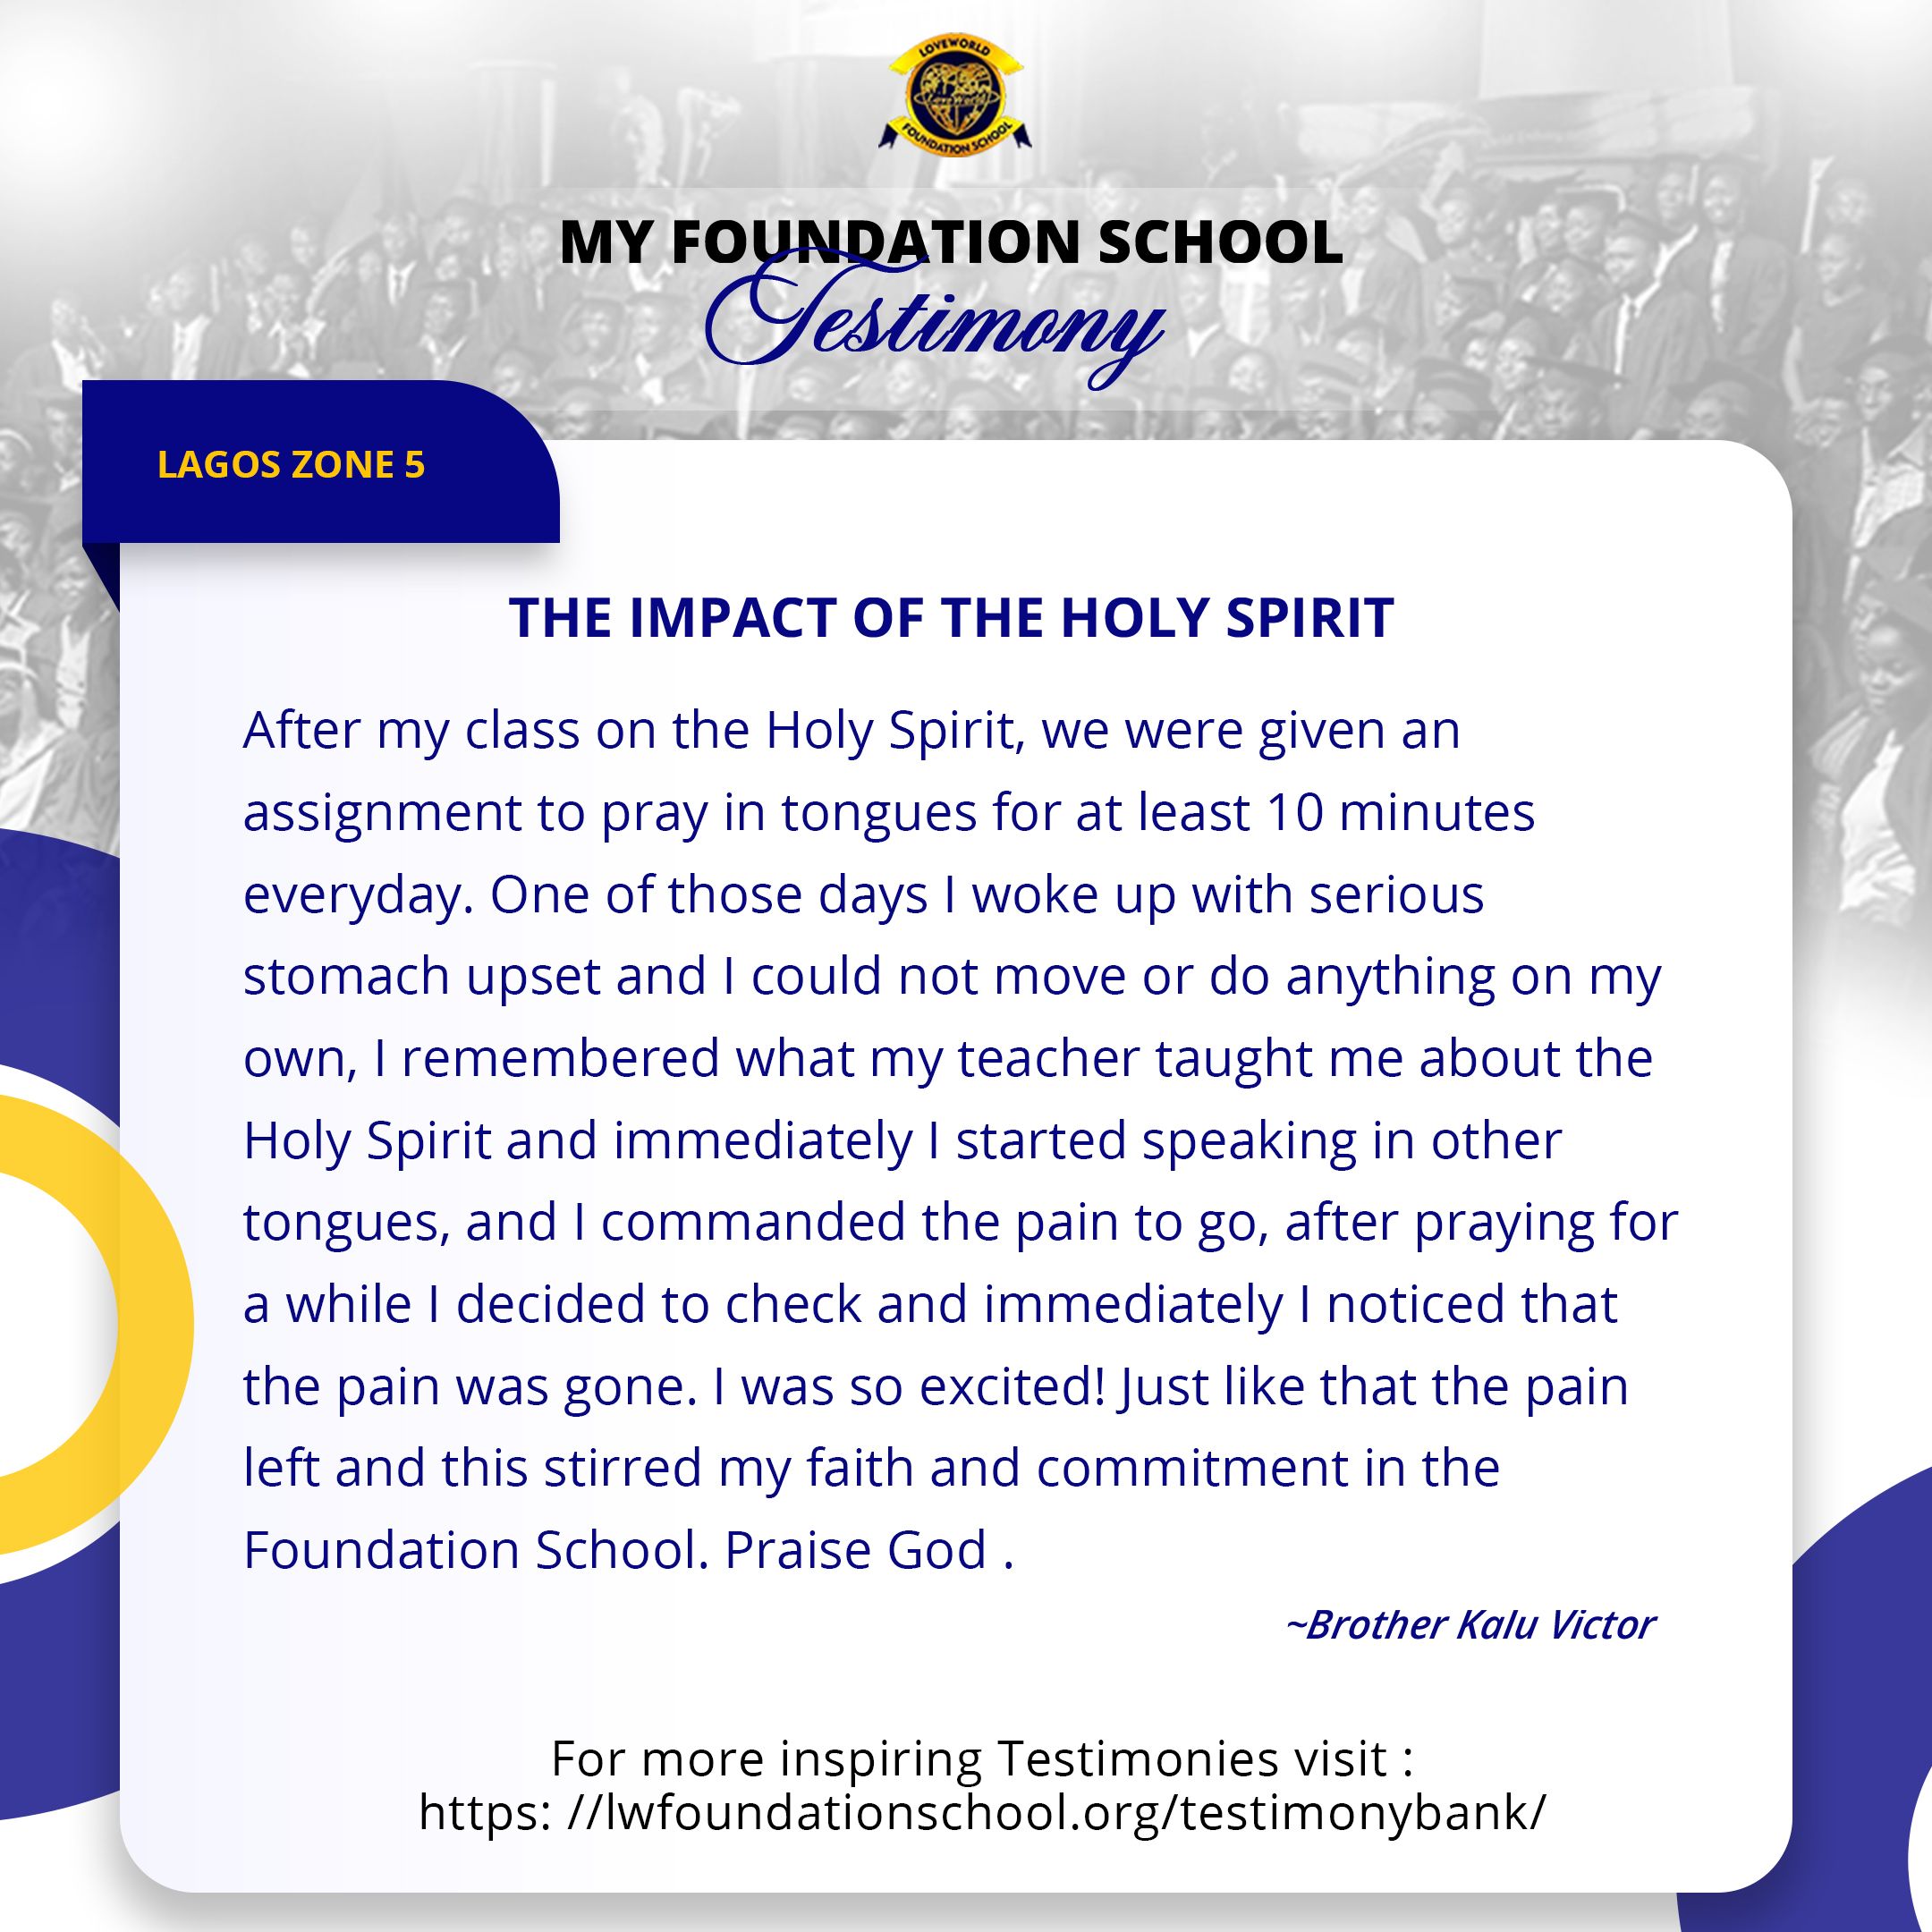 LOVEWORLD
LoveWorld
FOUNDATION SCHOOL
MY FOUNDATION SCHOOL
Testimony
LAGOS ZONE 5
THE IMPACT OF THE HOLY SPIRIT
After my class on the Holy Spirit, we were given an
assignment to pray in tongues for at least 10 minutes
everyday. One of those days I woke up with serious
stomach upset and I could not move or do anything on my
own, I remembered what my teacher taught me about the
Holy Spirit and immediately I started speaking in other
tongues, and I commanded the pain to go, after praying for
a while I decided to check and immediately I noticed that
the pain was gone. I was so excited! Just like that the pain
left and this stirred my faith and commitment in the
Foundation School. Praise God .
~Brother Kalu Victor
For more inspiring Testimonies visit :
https: //lwfoundationschool.org/testimonybank/